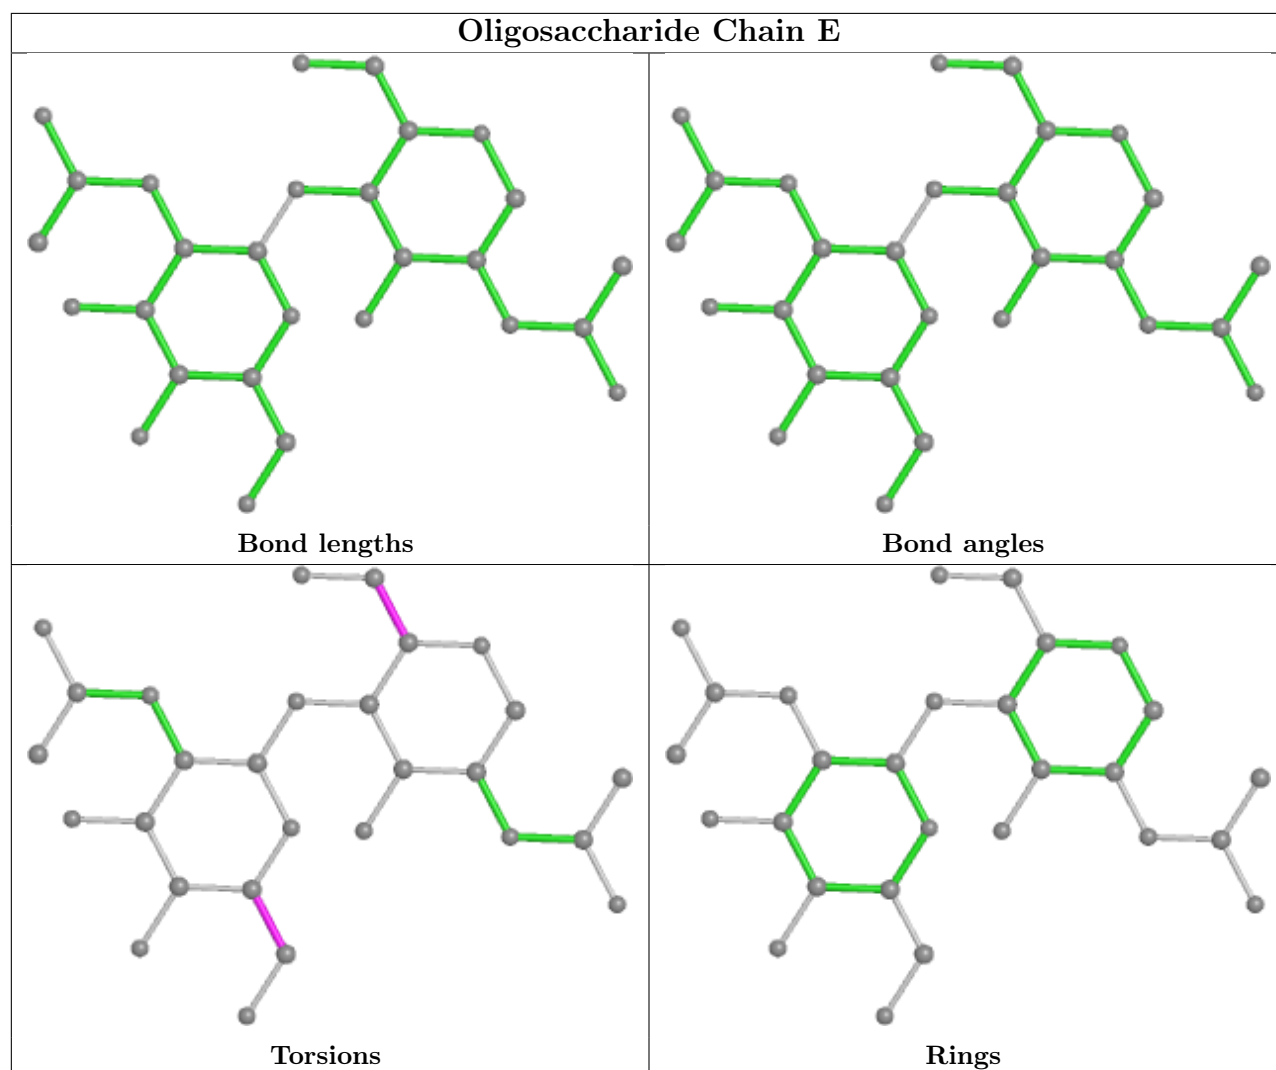 Oligosaccharide Chain E
Bond lengths
Bond angles
Torsions
Rings